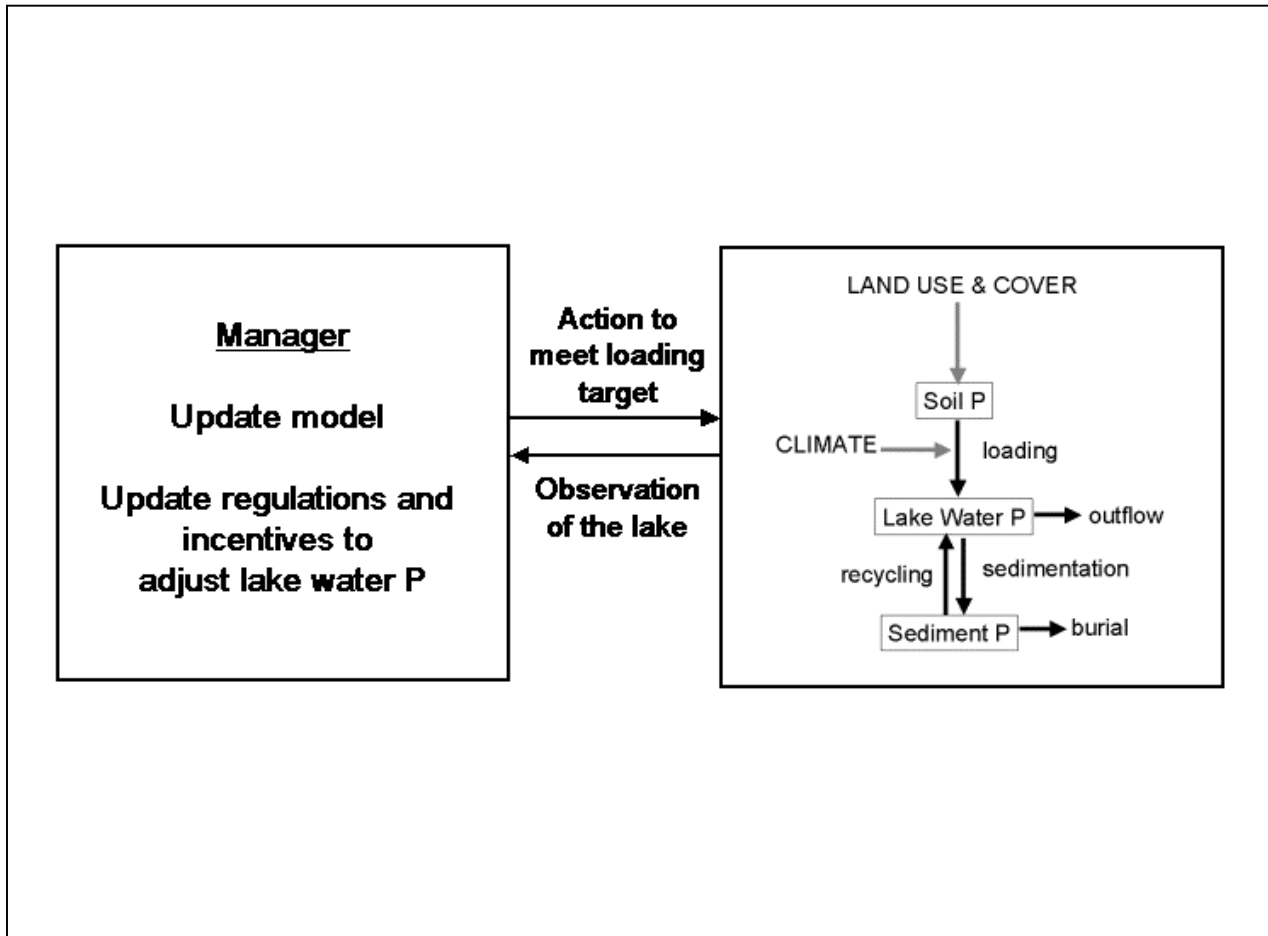 Manager
Update model
Update regulations and
incentives to
adjust lake water P
Action to
meet loading
target
Observation
of the lake
LAND USE & COVER
Soil P
CLIMATE
loading
Lake Water P
outflow
recycling
sedimentation
Sediment P
burial